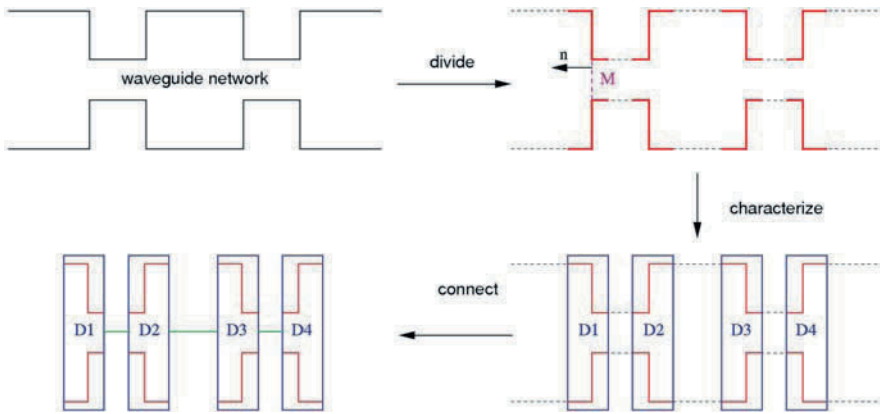 waveguide network
divide
n
M
characterize
D1 D2 D3 D4
connect
D1 D2 D3 D4